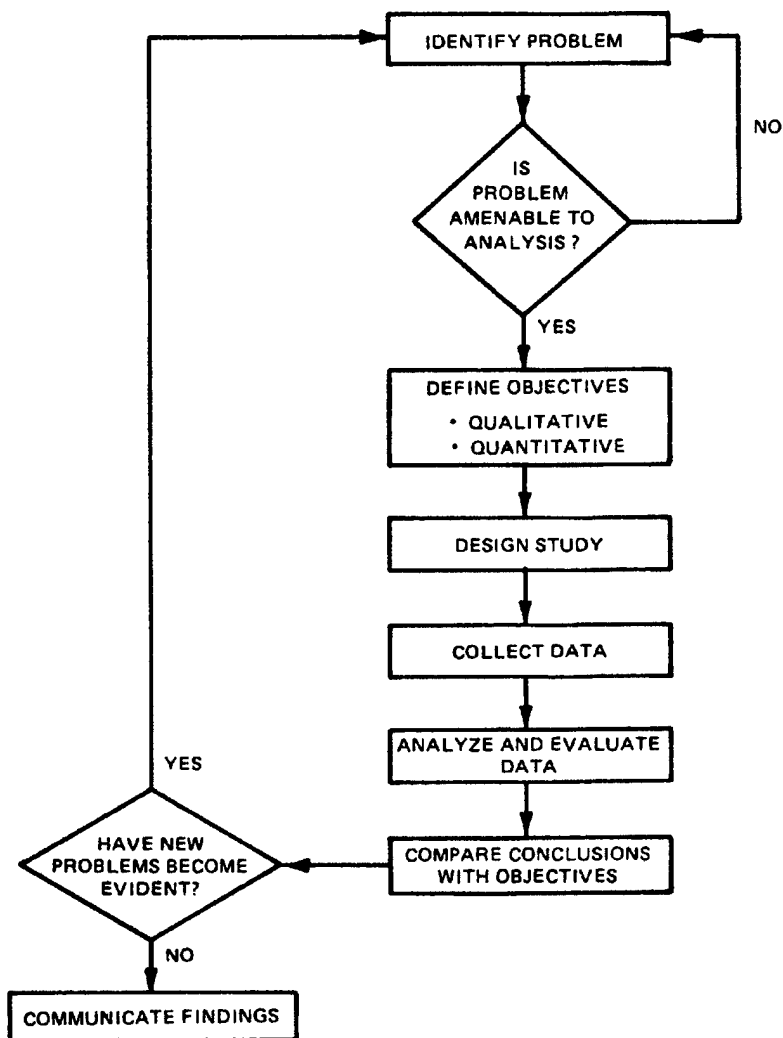 IDENTIFY PROBLEM
NO
IS
PROBLEM
AMENABLE TO
ANALYSIS?
YES
DEFINE OBJECTIVES
• QUALITATIVE
• QUANTITATIVE
DESIGN STUDY
COLLECT DATA
ANALYZE AND EVALUATE
DATA
COMPARE CONCLUSIONS
WITH OBJECTIVES
YES
HAVE NEW
PROBLEMS BECOME
EVIDENT?
NO
COMMUNICATE FINDINGS